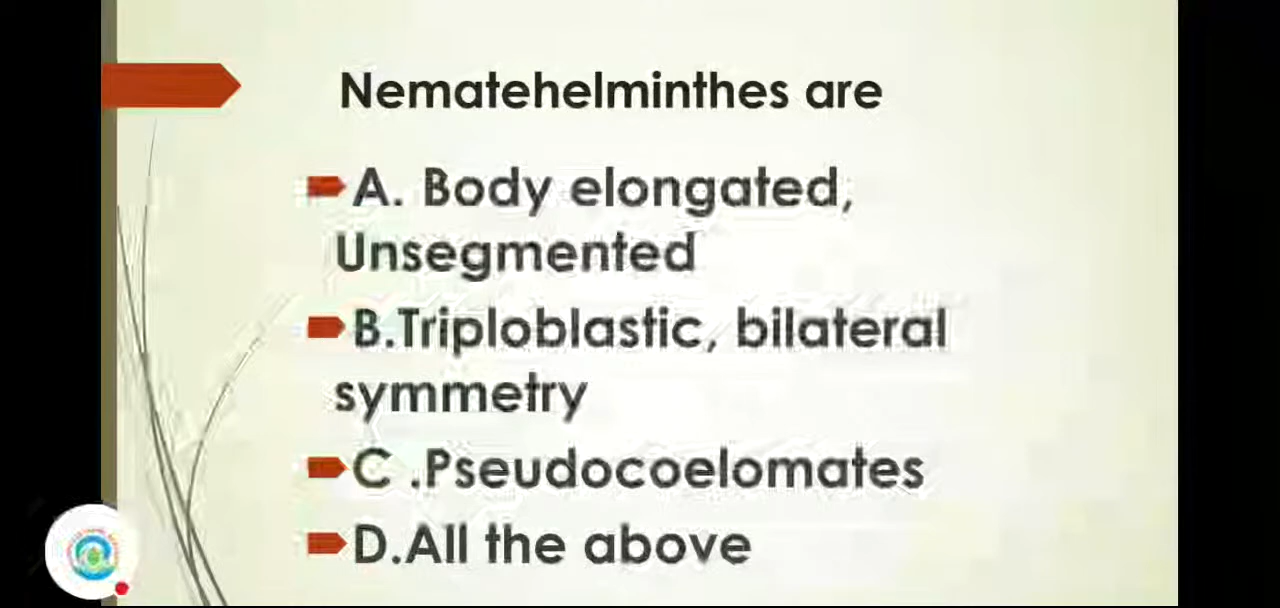 Nematehelminthes are
A. Body elongated,
Unsegmented
B.Triploblastic, bilateral
symmetry
C .Pseudocoelomates
D.All the above